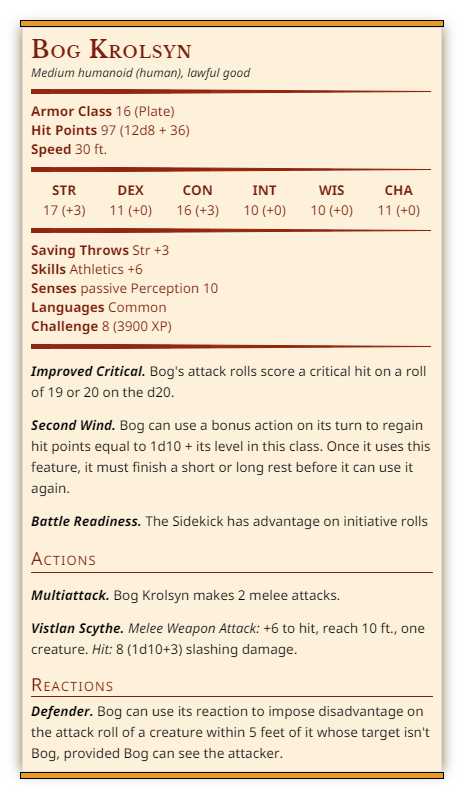 Bog Krolsyn
Medium humanoid (human), lawful good
Armor Class 16 (Plate)
Hit Points 97 (12d8 + 36)
Speed 30 ft.
STR DEX CON INT WIS CHA
17 (+3) 11 (+0) 16 (+3) 10 (+0) 10 (+0) 11 (+0)
Saving Throws Str +3
Skills Athletics +6
Senses passive Perception 10
Languages Common
Challenge 8 (3900 XP)
Improved Critical. Bog's attack rolls score a critical hit on a roll
of 19 or 20 on the d20.
Second Wind. Bog can use a bonus action on its turn to regain
hit points equal to 1d10 + its level in this class. Once it uses this
feature, it must finish a short or long rest before it can use it
again.
Battle Readiness. The Sidekick has advantage on initiative rolls
Actions
Multiattack. Bog Krolsyn makes 2 melee attacks.
Vistlan Scythe. Melee Weapon Attack: +6 to hit, reach 10 ft., one
creature. Hit: 8 (1d10+3) slashing damage.
Reactions
Defender. Bog can use its reaction to impose disadvantage on
the attack roll of a creature within 5 feet of it whose target isn't
Bog, provided Bog can see the attacker.